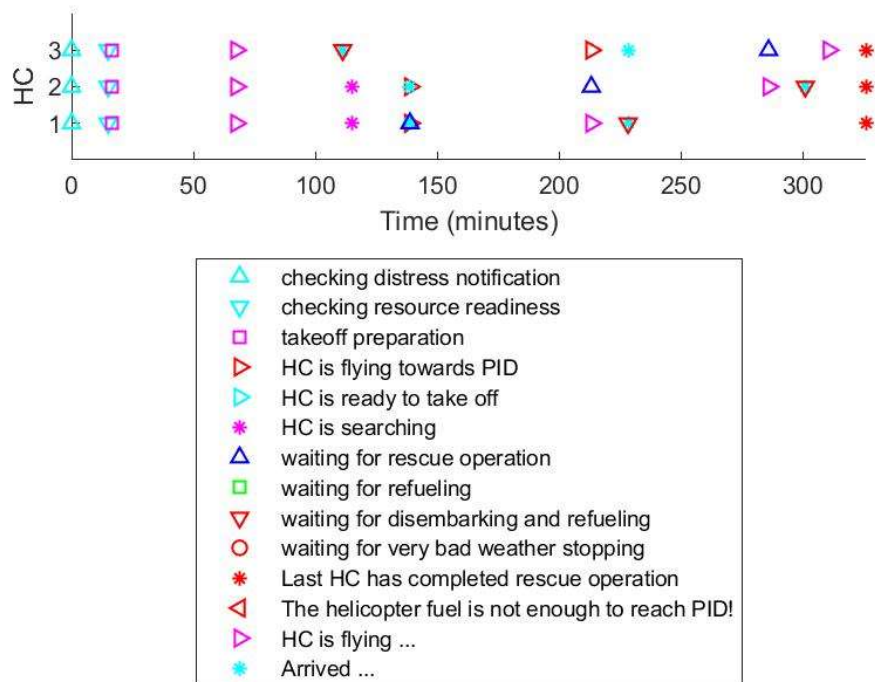 3
2
1
HC
0 50 100 150 200 250 300
Time (minutes)
checking distress notification
checking resource readiness
takeoff preparation
HC is flying towards PID
HC is ready to take off
HC is searching
waiting for rescue operation
waiting for refueling
waiting for disembarking and refueling
waiting for very bad weather stopping
Last HC has completed rescue operation
The helicopter fuel is not enough to reach PID!
HC is flying ...
Arrived ...